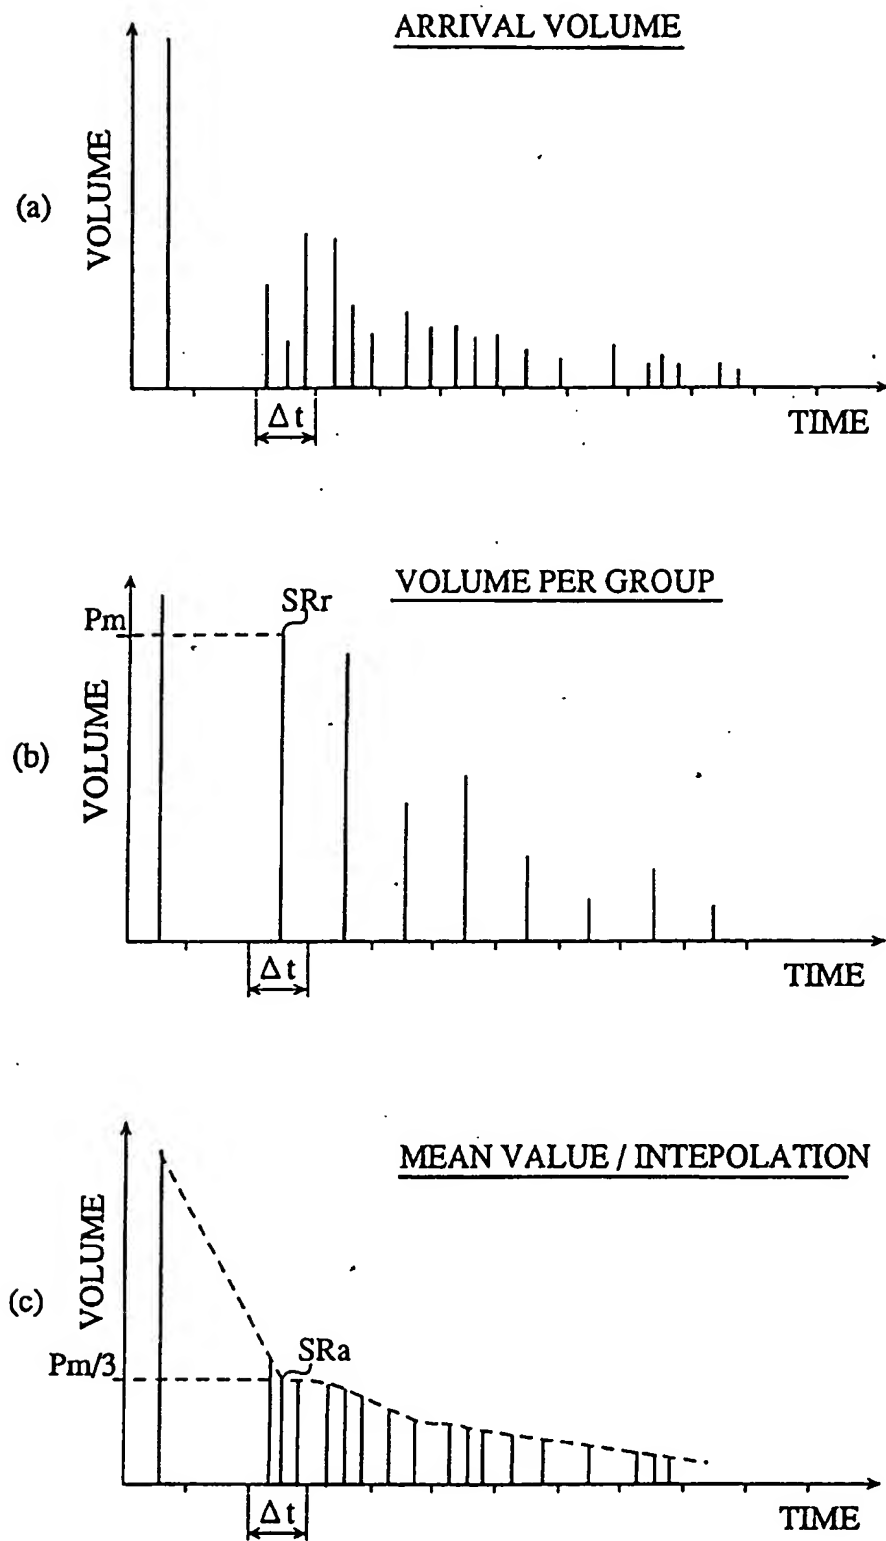 ARRIVAL VOLUME
(a)
VOLUME
Δt
TIME
VOLUME PER GROUP
Pm
SRr
(b)
VOLUME
Δt
TIME
MEAN VALUE / INTEPOLATION
(c)
VOLUME
Pm/3
SRa
Δt
TIME